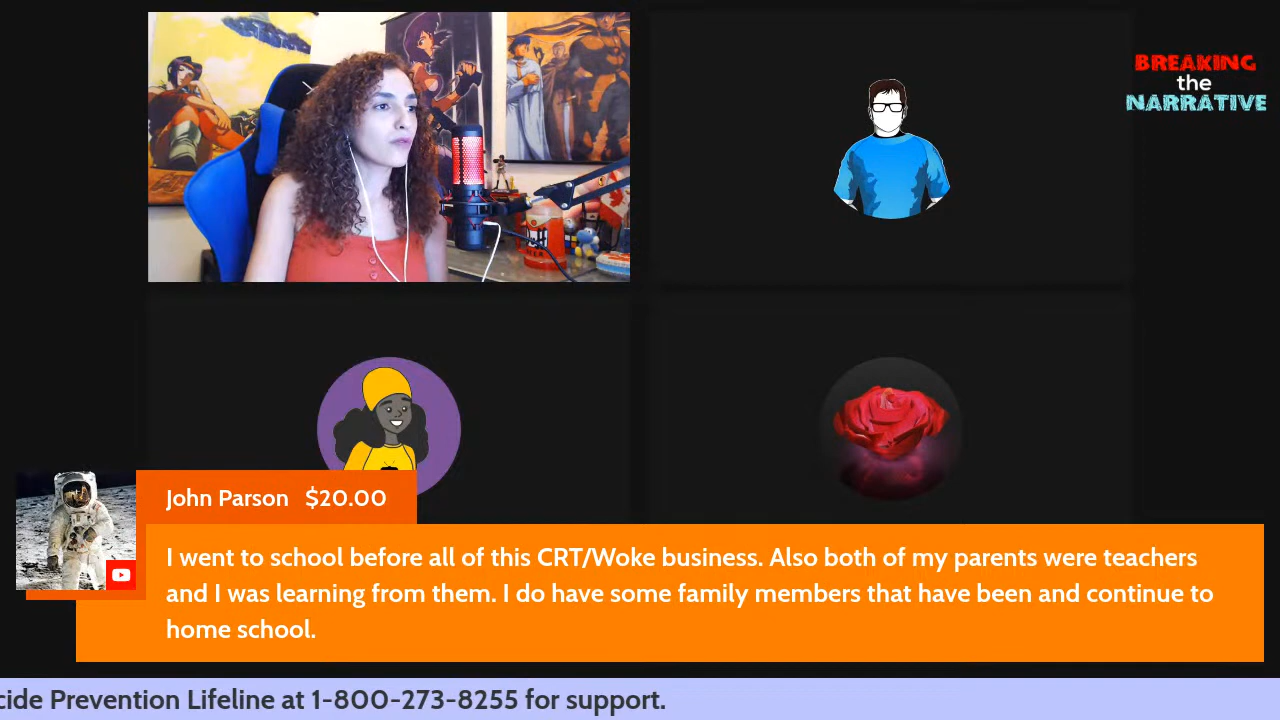 BREAKING
the
NARRATIVE
John Parson $20.00
I went to school before all of this CRT/Woke business. Also both of my parents were teachers
and I was learning from them. I do have some family members that have been and continue to
home school.
cide Prevention Lifeline at 1-800-273-8255 for support.